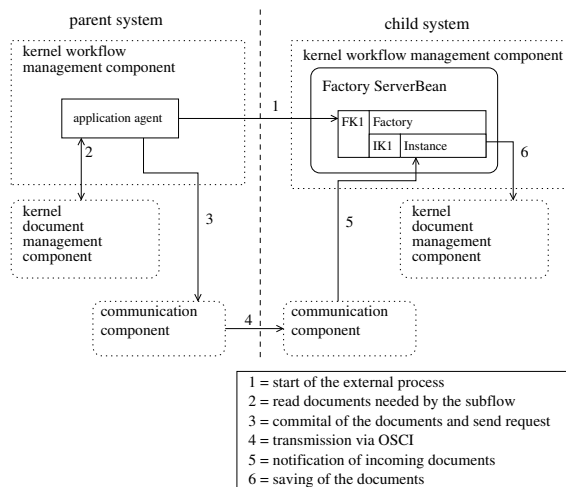 parent system
child system
kernel workflow
management component
kernel workflow management component
Factory ServerBean
application agent
1
FK1
Factory
IK1
Instance
2
6
3
5
kernel
document
management
component
kernel
document
management
component
communication
component
4
communication
component
1 = start of the external process
2 = read documents needed by the subflow
3 = commital of the documents and send request
4 = transmission via OSCI
5 = notification of incoming documents
6 = saving of the documents